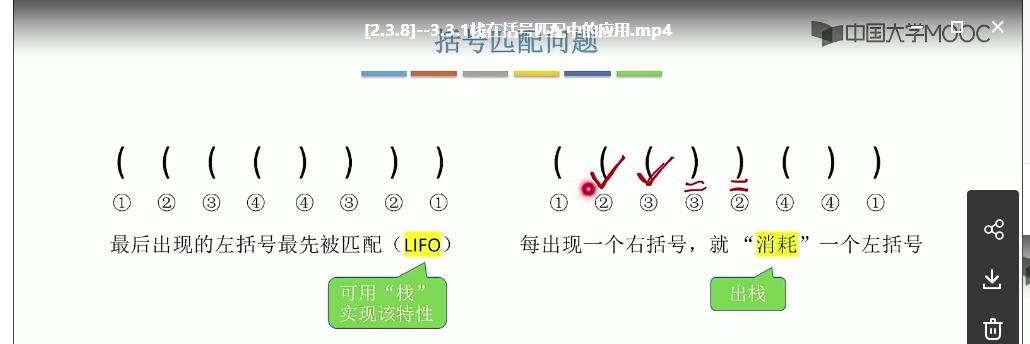 [2.3.8]--3.3.1栈在括号匹配中的应用.mp4
中国大学MOOC
括号匹配问题
( ( ( ( ) ) ) )
① ② ③ ④ ④ ③ ② ①
最后出现的左括号最先被匹配（LIFO）
可用“栈”
实现该特性
( ( ( ) ) ( ) )
① ② ③ ③ ② ④ ④ ①
每出现一个右括号，就 “消耗”一个左括号
出栈